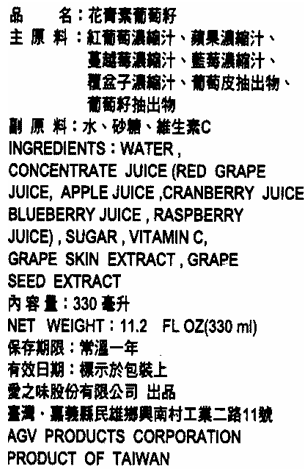 品　　名：花青素葡萄籽
主 原 料：紅葡萄濃縮汁、蘋果濃縮汁、
蔓越莓濃縮汁、藍莓濃縮汁、
覆盆子濃縮汁、葡萄皮抽出物、
葡萄籽抽出物
副 原 料：水、砂糖、維生素C
INGREDIENTS：WATER ,
CONCENTRATE JUICE (RED GRAPE
JUICE, APPLE JUICE ,CRANBERRY JUICE
BLUEBERRY JUICE , RASPBERRY
JUICE) , SUGAR , VITAMIN C,
GRAPE SKIN EXTRACT , GRAPE
SEED EXTRACT
內 容 量：330 毫升
NET WEIGHT：11.2 FL OZ(330 ml)
保存期限：常溫一年
有效日期：標示於包裝上
愛之味股份有限公司 出品
臺灣、嘉義縣民雄鄉興南村工業二路11號
AGV PRODUCTS CORPORATION
PRODUCT OF TAIWAN